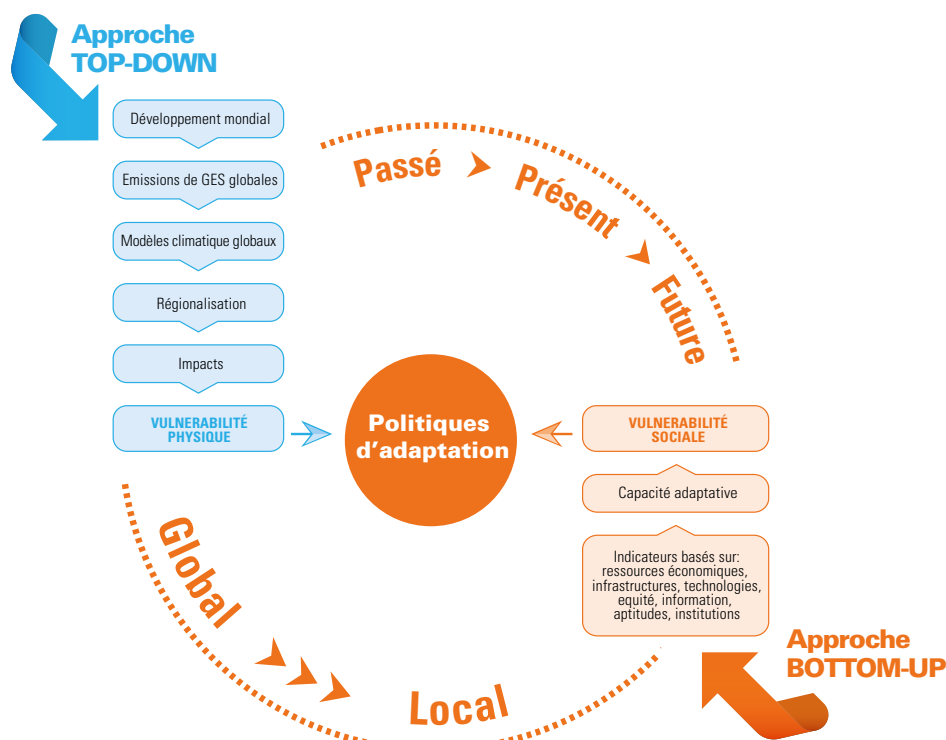 Approche
TOP-DOWN
Développement mondial
Emissions de GES globales
Modèles climatique globaux
Régionalisation
Impacts
VULNERABILITÉ
PHYSIQUE
Passé
Présent
Future
Politiques
d'adaptation
VULNERABILITÉ
SOCIALE
Capacité adaptative
Indicateurs basés sur:
ressources économiques,
infrastructures, technologies,
equité, information,
aptitudes, institutions
Approche
BOTTOM-UP
Global
Local